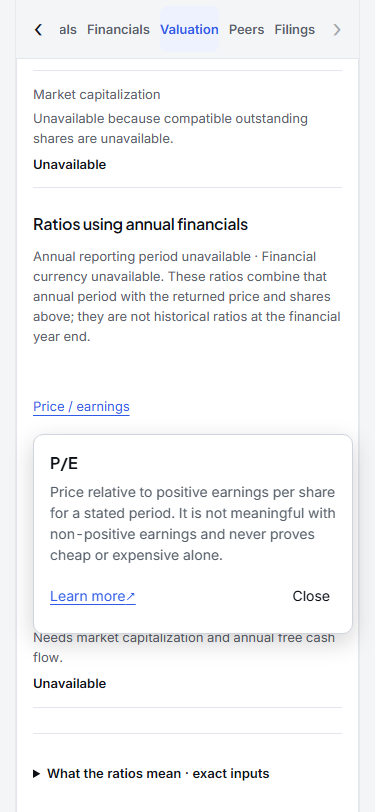 als Financials Valuation Peers Filings
Market capitalization
Unavailable because compatible outstanding
shares are unavailable.
Unavailable
Ratios using annual financials
Annual reporting period unavailable · Financial
currency unavailable. These ratios combine that
annual period with the returned price and shares
above; they are not historical ratios at the financial
year end.
Price / earnings
P/E
Price relative to positive earnings per share
for a stated period. It is not meaningful with
non-positive earnings and never proves
cheap or expensive alone.
Learn more↗ Close
Needs market capitalization and annual free cash
flow.
Unavailable
What the ratios mean · exact inputs